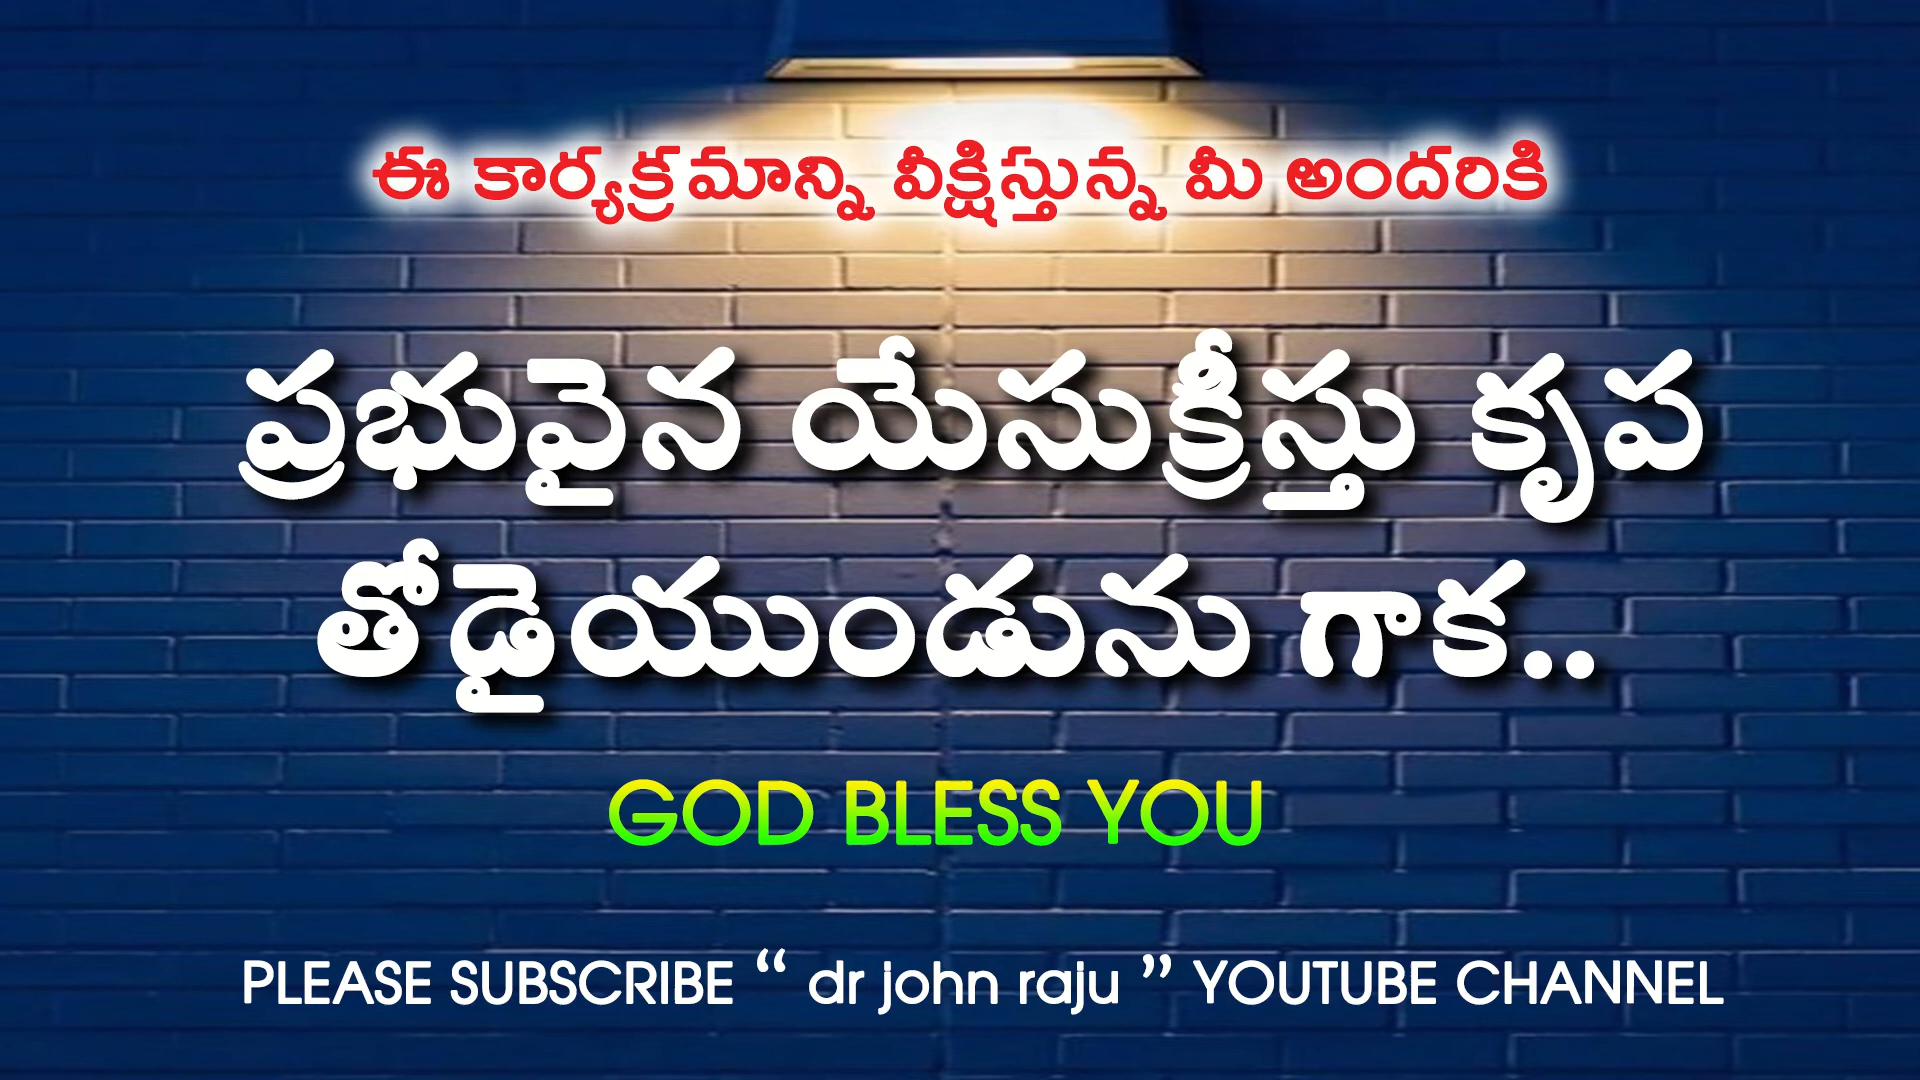 ఈ కార్యక్రమాన్ని వీక్షిస్తున్న మీ అందరికి
ప్రభువైన యేసుక్రీస్తు కృప
తోడైయుండును గాక..
GOD BLESS YOU
PLEASE SUBSCRIBE “ dr john raju ” YOUTUBE CHANNEL